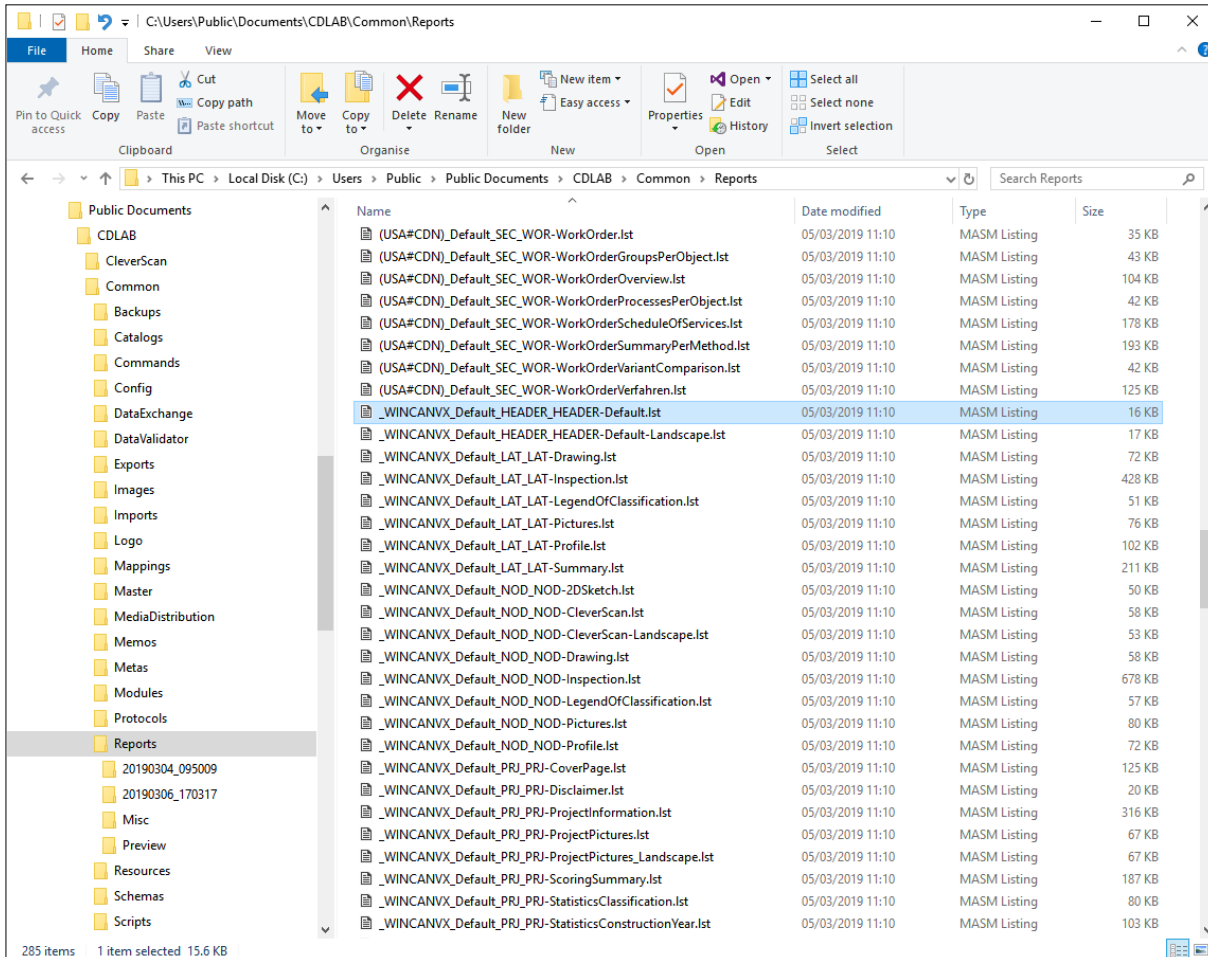 C:\Users\Public\Documents\CDLAB\Common\Reports
File Home Share View
Pin to Quick access
Copy
Paste
Cut
Copy path
Paste shortcut
Clipboard
Move to
Copy to
Delete
Rename
Organise
New folder
New item
Easy access
New
Properties
Open
Edit
History
Open
Select all
Select none
Invert selection
Select
This PC > Local Disk (C:) > Users > Public > Public Documents > CDLAB > Common > Reports
Search Reports
Public Documents
CDLAB
CleverScan
Common
Backups
Catalogs
Commands
Config
DataExchange
DataValidator
Exports
Images
Imports
Logo
Mappings
Master
MediaDistribution
Memos
Metas
Modules
Protocols
Reports
20190304_095009
20190306_170317
Misc
Preview
Resources
Schemas
Scripts
Name Date modified Type Size
(USA#CDN)_Default_SEC_WOR-WorkOrder.lst 05/03/2019 11:10 MASM Listing 35 KB
(USA#CDN)_Default_SEC_WOR-WorkOrderGroupsPerObject.lst 05/03/2019 11:10 MASM Listing 43 KB
(USA#CDN)_Default_SEC_WOR-WorkOrderOverview.lst 05/03/2019 11:10 MASM Listing 104 KB
(USA#CDN)_Default_SEC_WOR-WorkOrderProcessesPerObject.lst 05/03/2019 11:10 MASM Listing 42 KB
(USA#CDN)_Default_SEC_WOR-WorkOrderScheduleOfServices.lst 05/03/2019 11:10 MASM Listing 178 KB
(USA#CDN)_Default_SEC_WOR-WorkOrderSummaryPerMethod.lst 05/03/2019 11:10 MASM Listing 193 KB
(USA#CDN)_Default_SEC_WOR-WorkOrderVariantComparison.lst 05/03/2019 11:10 MASM Listing 42 KB
(USA#CDN)_Default_SEC_WOR-WorkOrderVerfahren.lst 05/03/2019 11:10 MASM Listing 125 KB
_WINCANVX_Default_HEADER_HEADER-Default.lst 05/03/2019 11:10 MASM Listing 16 KB
_WINCANVX_Default_HEADER_HEADER-Default-Landscape.lst 05/03/2019 11:10 MASM Listing 17 KB
_WINCANVX_Default_LAT_LAT-Drawing.lst 05/03/2019 11:10 MASM Listing 72 KB
_WINCANVX_Default_LAT_LAT-Inspection.lst 05/03/2019 11:10 MASM Listing 428 KB
_WINCANVX_Default_LAT_LAT-LegendOfClassification.lst 05/03/2019 11:10 MASM Listing 51 KB
_WINCANVX_Default_LAT_LAT-Pictures.lst 05/03/2019 11:10 MASM Listing 76 KB
_WINCANVX_Default_LAT_LAT-Profile.lst 05/03/2019 11:10 MASM Listing 102 KB
_WINCANVX_Default_LAT_LAT-Summary.lst 05/03/2019 11:10 MASM Listing 211 KB
_WINCANVX_Default_NOD_NOD-2DSketch.lst 05/03/2019 11:10 MASM Listing 50 KB
_WINCANVX_Default_NOD_NOD-CleverScan.lst 05/03/2019 11:10 MASM Listing 58 KB
_WINCANVX_Default_NOD_NOD-CleverScan-Landscape.lst 05/03/2019 11:10 MASM Listing 53 KB
_WINCANVX_Default_NOD_NOD-Drawing.lst 05/03/2019 11:10 MASM Listing 58 KB
_WINCANVX_Default_NOD_NOD-Inspection.lst 05/03/2019 11:10 MASM Listing 678 KB
_WINCANVX_Default_NOD_NOD-LegendOfClassification.lst 05/03/2019 11:10 MASM Listing 57 KB
_WINCANVX_Default_NOD_NOD-Pictures.lst 05/03/2019 11:10 MASM Listing 80 KB
_WINCANVX_Default_NOD_NOD-Profile.lst 05/03/2019 11:10 MASM Listing 72 KB
_WINCANVX_Default_PRJ_PRJ-CoverPage.lst 05/03/2019 11:10 MASM Listing 125 KB
_WINCANVX_Default_PRJ_PRJ-Disclaimer.lst 05/03/2019 11:10 MASM Listing 20 KB
_WINCANVX_Default_PRJ_PRJ-ProjectInformation.lst 05/03/2019 11:10 MASM Listing 316 KB
_WINCANVX_Default_PRJ_PRJ-ProjectPictures.lst 05/03/2019 11:10 MASM Listing 67 KB
_WINCANVX_Default_PRJ_PRJ-ProjectPictures_Landscape.lst 05/03/2019 11:10 MASM Listing 67 KB
_WINCANVX_Default_PRJ_PRJ-ScoringSummary.lst 05/03/2019 11:10 MASM Listing 187 KB
_WINCANVX_Default_PRJ_PRJ-StatisticsClassification.lst 05/03/2019 11:10 MASM Listing 80 KB
_WINCANVX_Default_PRJ_PRJ-StatisticsConstructionYear.lst 05/03/2019 11:10 MASM Listing 103 KB
285 items 1 item selected 15.6 KB